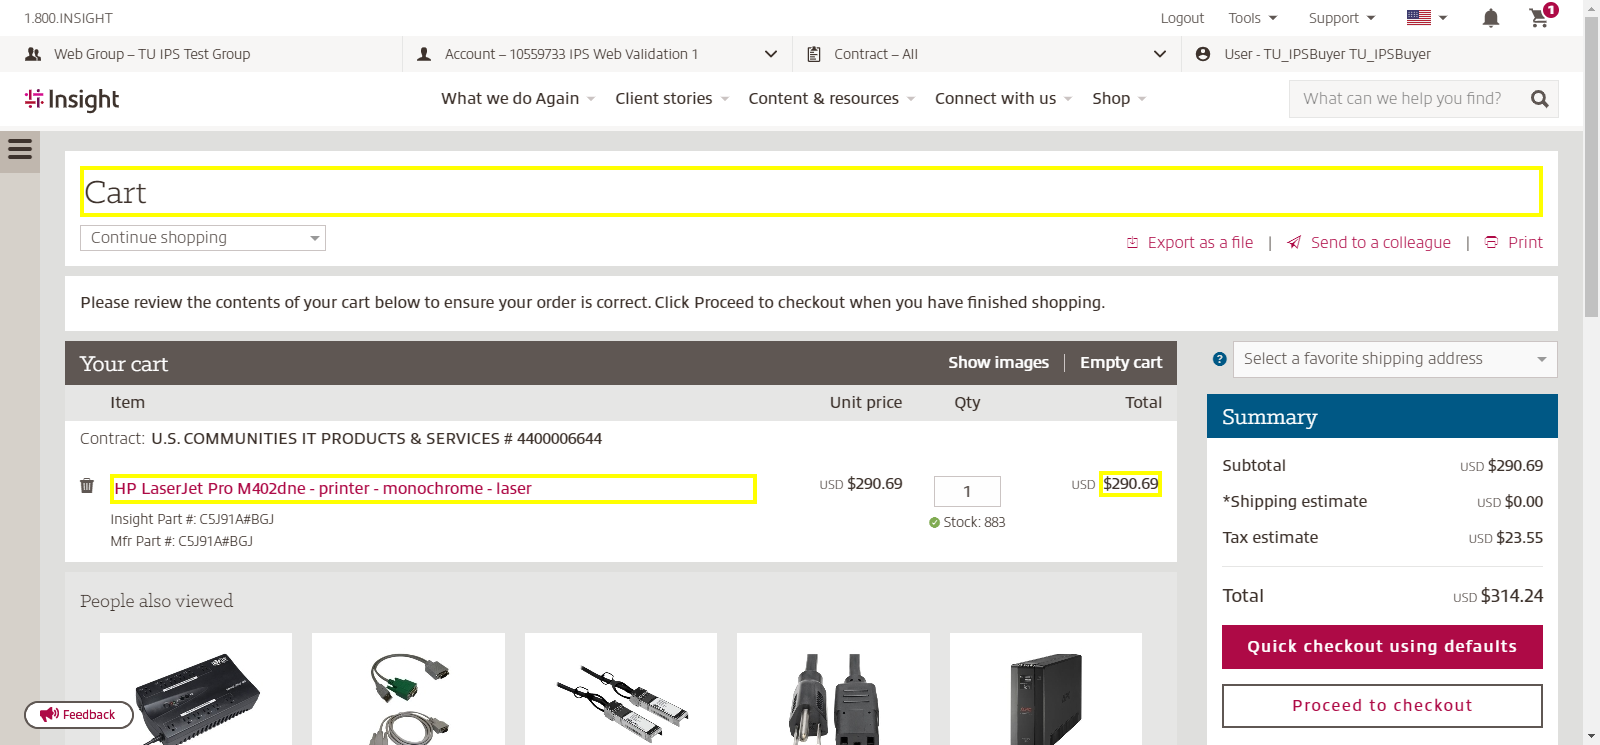 1.800.INSIGHT
Logout Tools Support 1
Web Group – TU IPS Test Group
Account – 10559733 IPS Web Validation 1
Contract – All
User - TU_IPSBuyer TU_IPSBuyer
Insight
What we do Again Client stories Content & resources Connect with us Shop
What can we help you find?
Cart
Continue shopping
Export as a file | Send to a colleague | Print
Please review the contents of your cart below to ensure your order is correct. Click Proceed to checkout when you have finished shopping.
Your cart Show images Empty cart
Item Unit price Qty Total
Contract: U.S. COMMUNITIES IT PRODUCTS & SERVICES # 4400006644
HP LaserJet Pro M402dne - printer - monochrome - laser USD $290.69 1 USD $290.69
Insight Part #: C5J91A#BGJ Stock: 883
Mfr Part #: C5J91A#BGJ
People also viewed
? Select a favorite shipping address
Summary
Subtotal USD $290.69
*Shipping estimate USD $0.00
Tax estimate USD $23.55
Total USD $314.24
Quick checkout using defaults
Proceed to checkout
Feedback